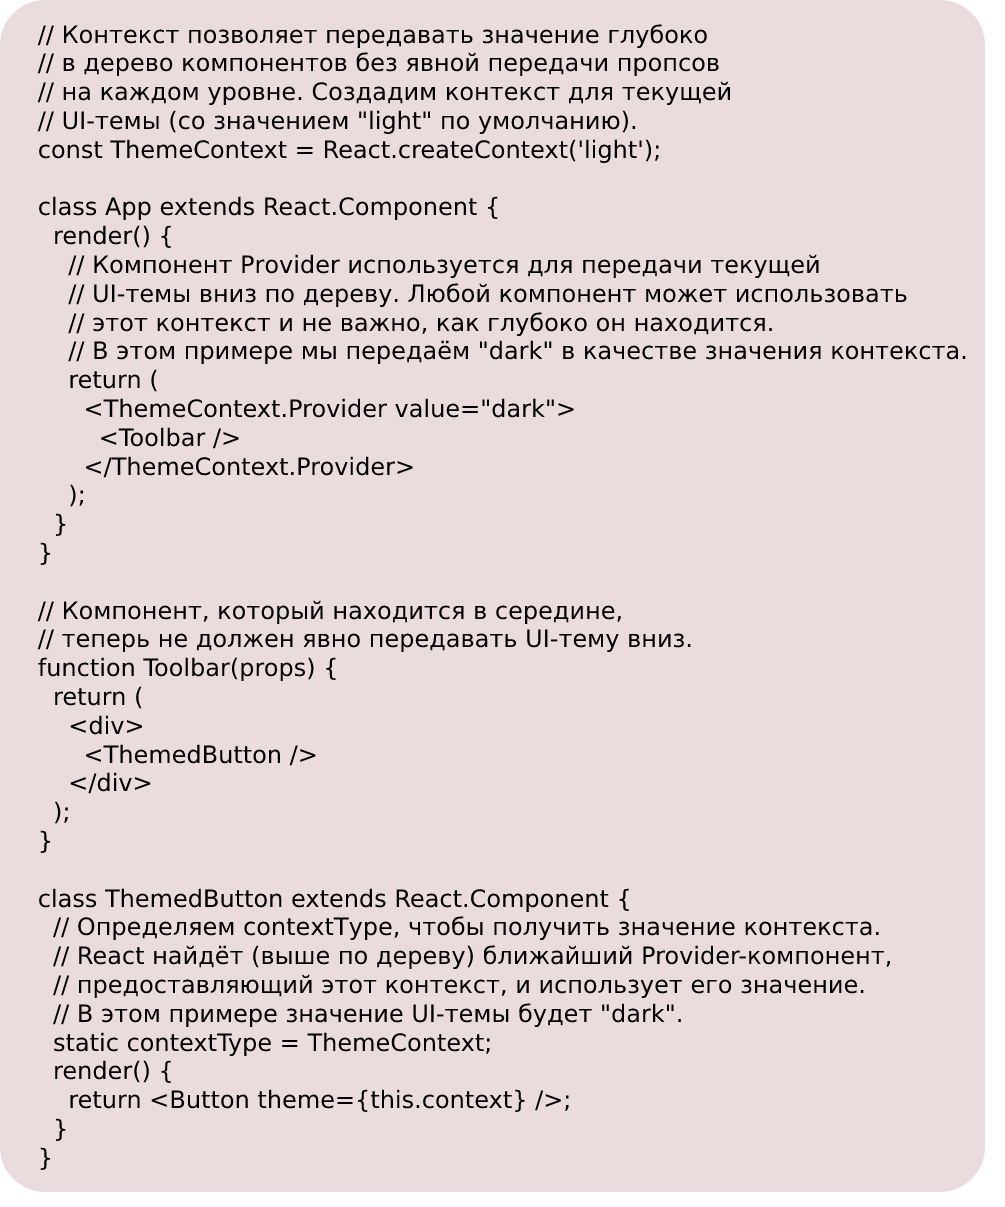 // Контекст позволяет передавать значение глубоко
// в дерево компонентов без явной передачи пропсов
// на каждом уровне. Создадим контекст для текущей
// UI-темы (со значением "light" по умолчанию).
const ThemeContext = React.createContext('light');

class App extends React.Component {
  render() {
    // Компонент Provider используется для передачи текущей
    // UI-темы вниз по дереву. Любой компонент может использовать
    // этот контекст и не важно, как глубоко он находится.
    // В этом примере мы передаём "dark" в качестве значения контекста.
    return (
      <ThemeContext.Provider value="dark">
        <Toolbar />
      </ThemeContext.Provider>
    );
  }
}

// Компонент, который находится в середине,
// теперь не должен явно передавать UI-тему вниз.
function Toolbar(props) {
  return (
    <div>
      <ThemedButton />
    </div>
  );
}

class ThemedButton extends React.Component {
  // Определяем contextType, чтобы получить значение контекста.
  // React найдёт (выше по дереву) ближайший Provider-компонент,
  // предоставляющий этот контекст, и использует его значение.
  // В этом примере значение UI-темы будет "dark".
  static contextType = ThemeContext;
  render() {
    return <Button theme={this.context} />;
  }
}